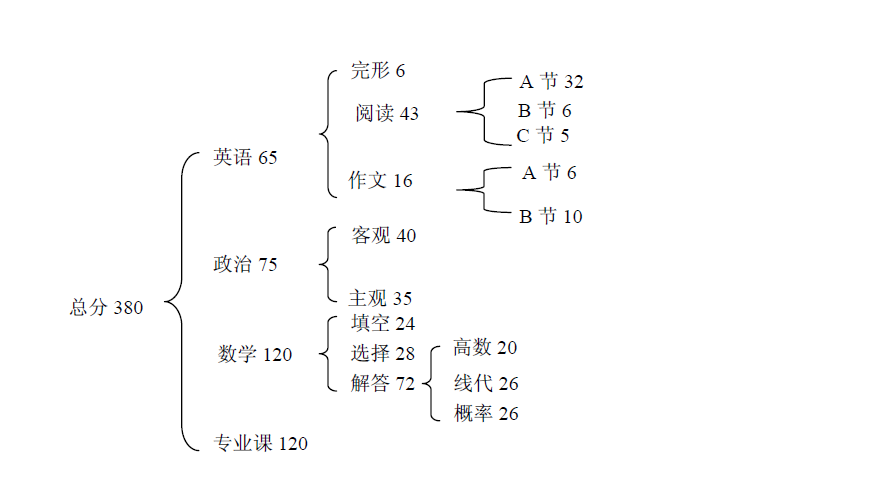 总分 380
英语 65
完形 6
阅读 43
A 节 32
B 节 6
C 节 5
作文 16
A 节 6
B 节 10
政治 75
客观 40
主观 35
数学 120
填空 24
选择 28
解答 72
高数 20
线代 26
概率 26
专业课 120